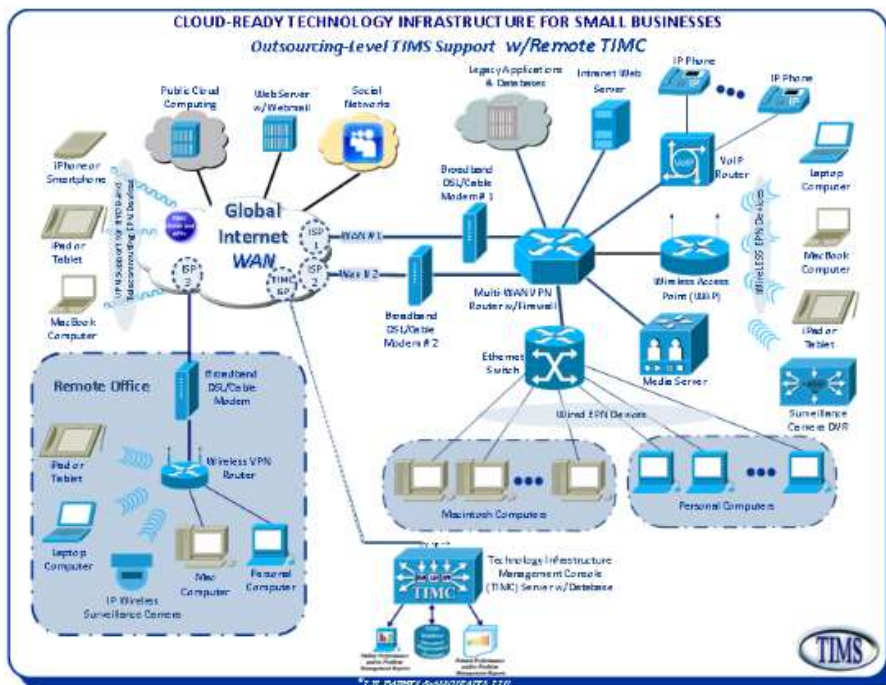 CLOUD-READY TECHNOLOGY INFRASTRUCTURE FOR SMALL BUSINESSES
Outsourcing-Level TIMS Support w/Remote TIMC
Public Cloud
Computing
Web Server
w/Webmail
Social
Networks
Legacy Applications
& Databases
Intranet Web
Server
IP Phone
IP Phone
iPhone or
Smartphone
Broadband
DSL/Cable
Modem # 1
VoIP
VoIP
Router
Laptop
Computer
iPad or
Tablet
Global
Internet
WAN
ISP
1
WAN # 1
ISP
3
TIMC
ISP
ISP
2
Wan # 2
MacBook
Computer
Broadband
DSL/Cable
Modem # 2
Multi-WAN VPN
Router w/Firewall
Wireless Access
Point (WAP)
Wireless EPN Devices
MacBook
Computer
iPad or
Tablet
Ethernet
Switch
Media Server
Surveillance
Camera DVR
Wired EPN Devices
Remote Office
Broadband
DSL/Cable
Modem
iPad or
Tablet
Wireless VPN
Router
Laptop
Computer
Mac
Computer
Personal
Computer
IP Wireless
Surveillance Camera
Macintosh Computers
Personal Computers
TIMC
Technology Infrastructure
Management Console
(TIMC) Server w/Database
TIMS